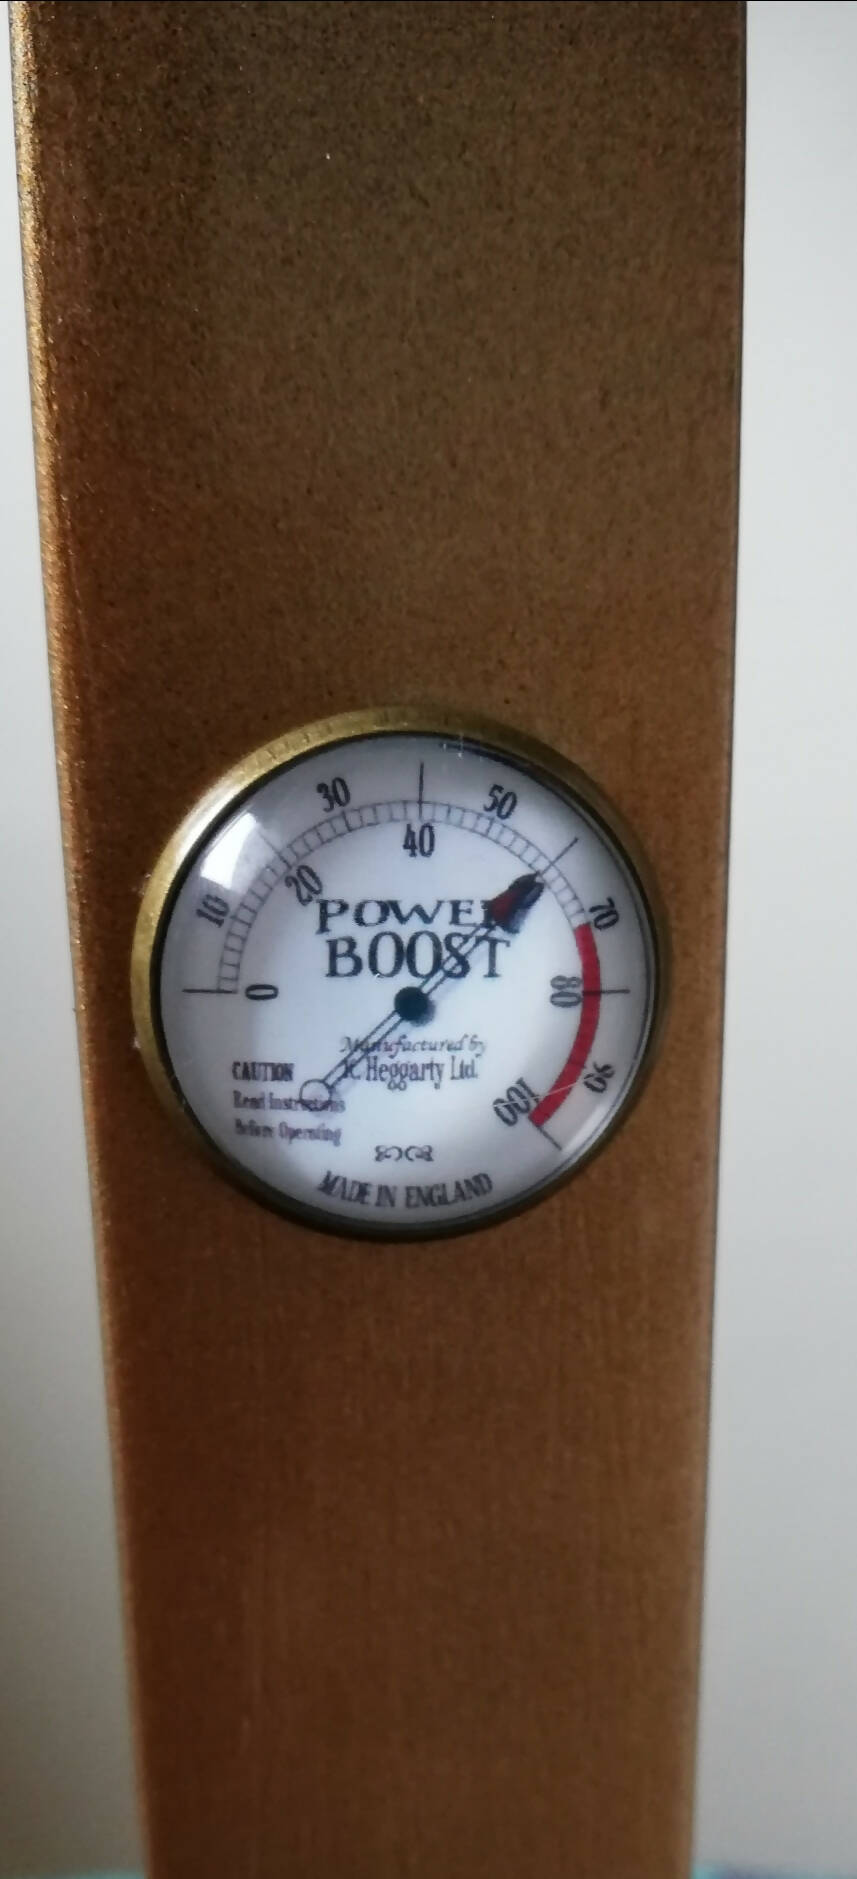 30
50
40
10
20
70
POWER
BOOST
0
80
Manufactured by
K. Heggarty Ltd.
CAUTION
Read Instructions
Before Operating
90
100
MADE IN ENGLAND